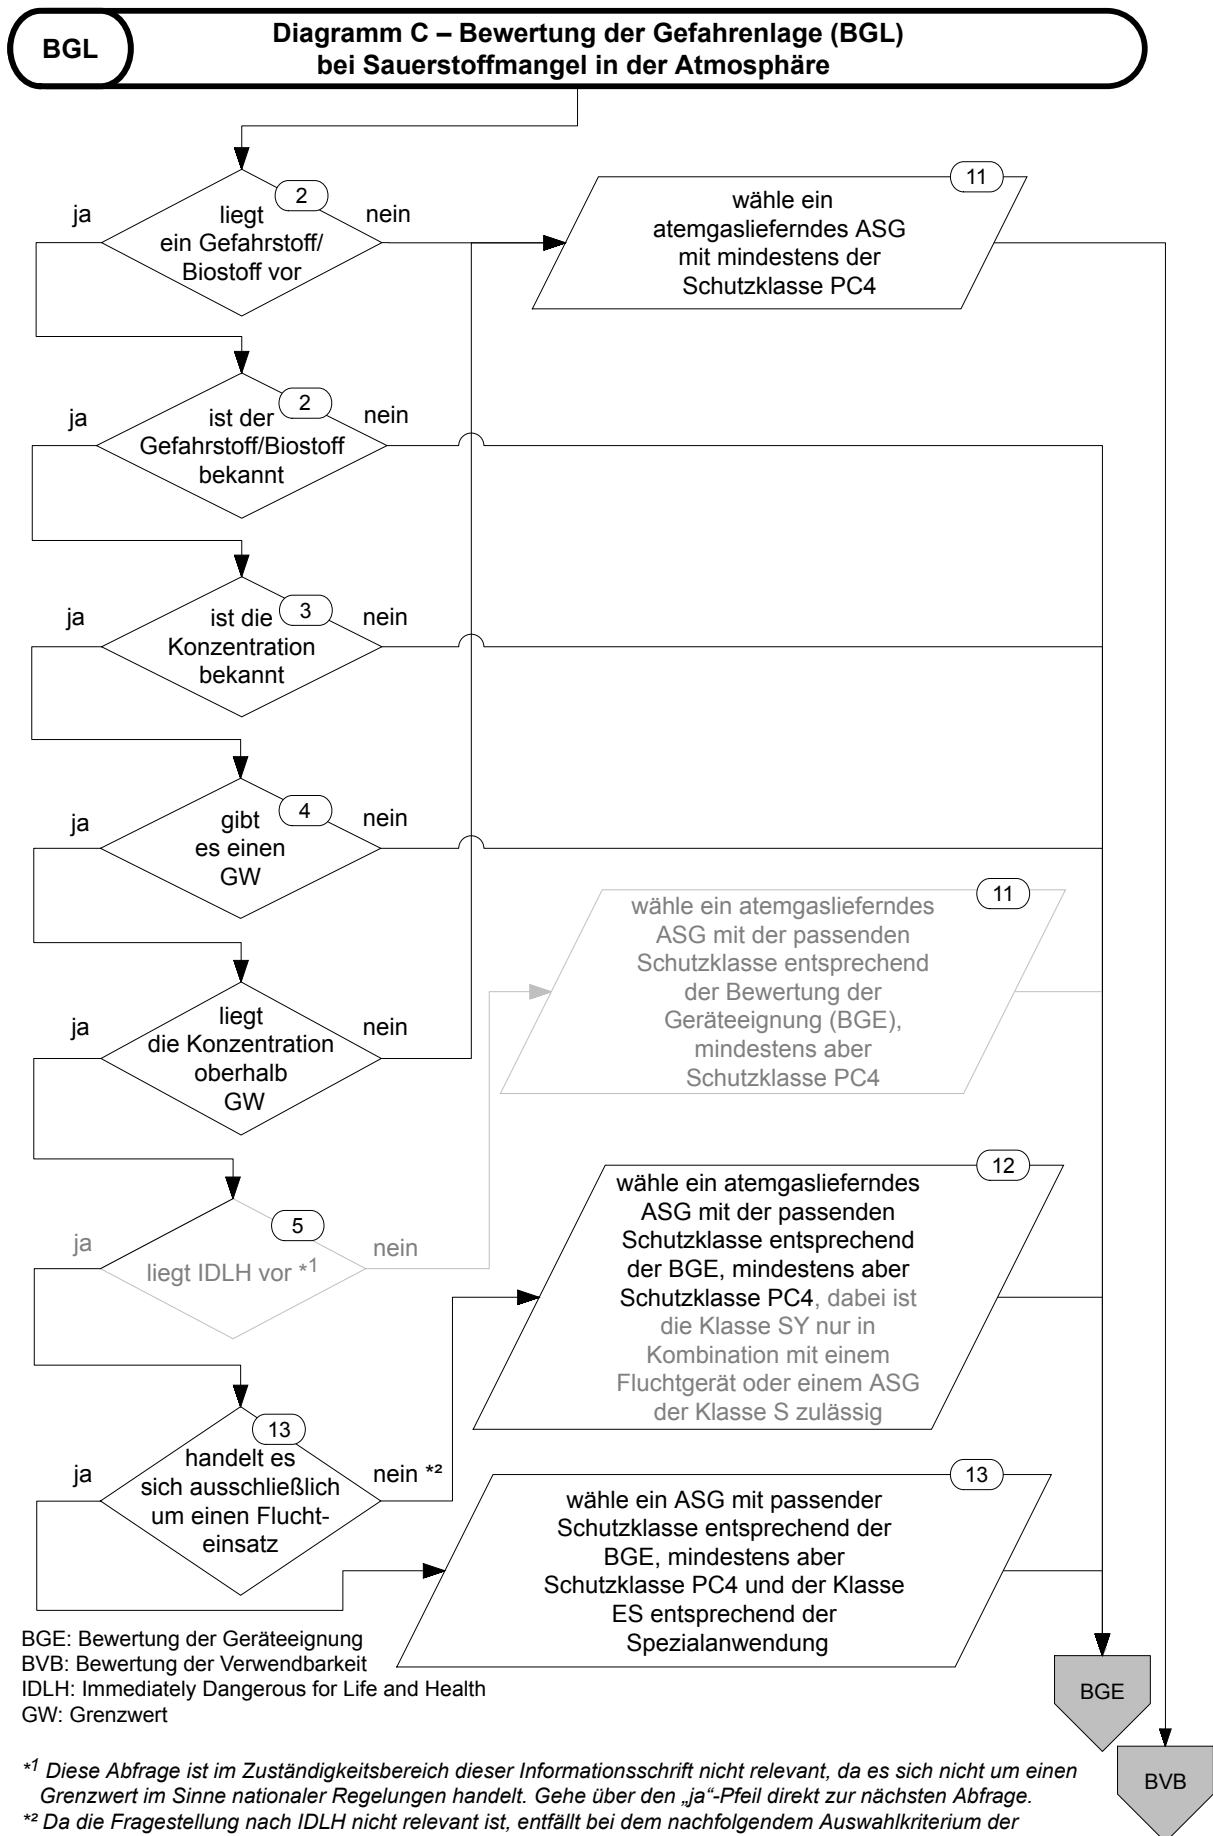 BGL
Diagramm C – Bewertung der Gefahrenlage (BGL)
bei Sauerstoffmangel in der Atmosphäre
2
ja
liegt
ein Gefahrstoff/
Biostoff vor
nein
11
wähle ein
atemgaslieferndes ASG
mit mindestens der
Schutzklasse PC4
2
ja
ist der
Gefahrstoff/Biostoff
bekannt
nein
3
ja
ist die
Konzentration
bekannt
nein
4
ja
gibt
es einen
GW
nein
11
wähle ein atemgaslieferndes
ASG mit der passenden
Schutzklasse entsprechend
der Bewertung der
Geräteeignung (BGE),
mindestens aber
Schutzklasse PC4
ja
liegt
die Konzentration
oberhalb
GW
nein
12
wähle ein atemgaslieferndes
ASG mit der passenden
Schutzklasse entsprechend
der BGE, mindestens aber
Schutzklasse PC4, dabei ist
die Klasse SY nur in
Kombination mit einem
Fluchtgerät oder einem ASG
der Klasse S zulässig
5
ja
liegt IDLH vor *1
nein
13
ja
handelt es
sich ausschließlich
um einen Flucht-
einsatz
nein *²
13
wähle ein ASG mit passender
Schutzklasse entsprechend der
BGE, mindestens aber
Schutzklasse PC4 und der Klasse
ES entsprechend der
Spezialanwendung
BGE: Bewertung der Geräteeignung
BVB: Bewertung der Verwendbarkeit
IDLH: Immediately Dangerous for Life and Health
GW: Grenzwert
BGE
BVB
*1 Diese Abfrage ist im Zuständigkeitsbereich dieser Informationsschrift nicht relevant, da es sich nicht um einen
Grenzwert im Sinne nationaler Regelungen handelt. Gehe über den „ja“-Pfeil direkt zur nächsten Abfrage.
*² Da die Fragestellung nach IDLH nicht relevant ist, entfällt bei dem nachfolgendem Auswahlkriterium der